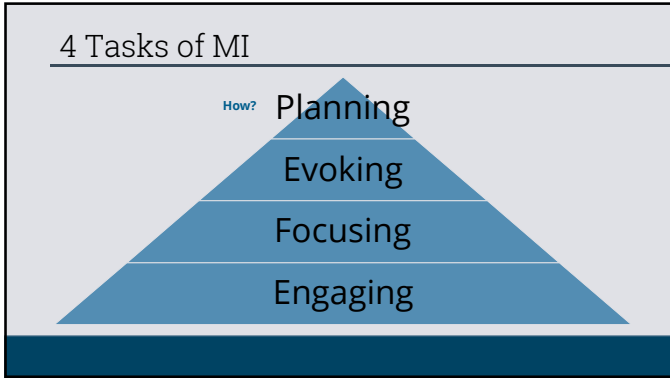 4 Tasks of MI
How? Planning
Evoking
Focusing
Engaging